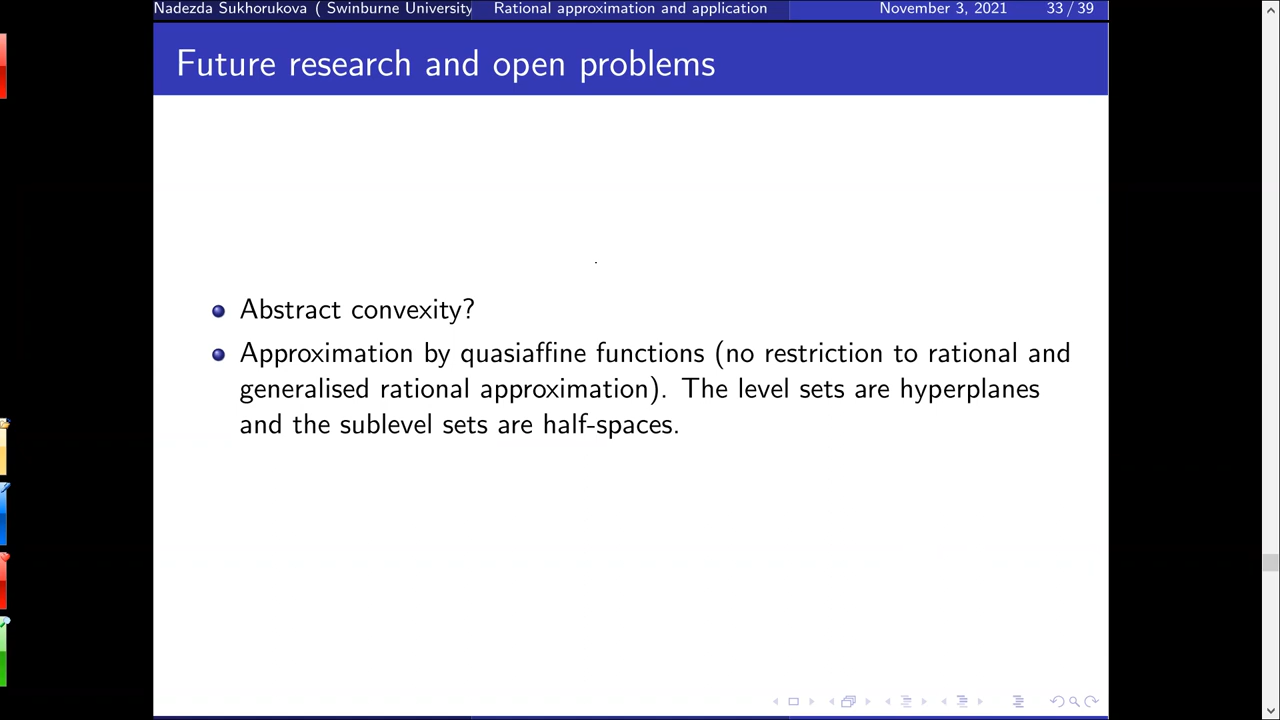 Nadezda Sukhorukova ( Swinburne University Rational approximation and application November 3, 2021 33 / 39
Future research and open problems
Abstract convexity?
Approximation by quasiaffine functions (no restriction to rational and
generalised rational approximation). The level sets are hyperplanes
and the sublevel sets are half-spaces.